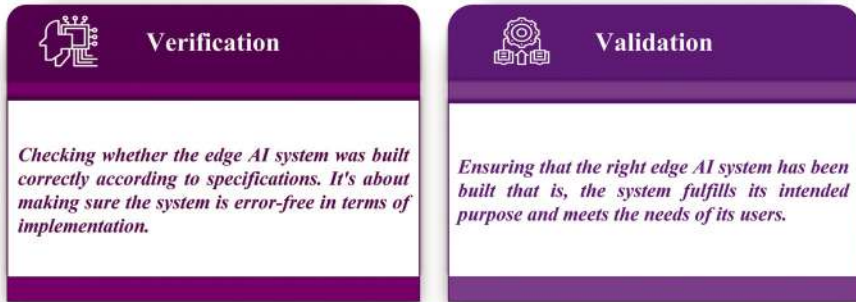 Verification
Checking whether the edge AI system was built
correctly according to specifications. It's about
making sure the system is error-free in terms of
implementation.
Validation
Ensuring that the right edge AI system has been
built that is, the system fulfills its intended
purpose and meets the needs of its users.